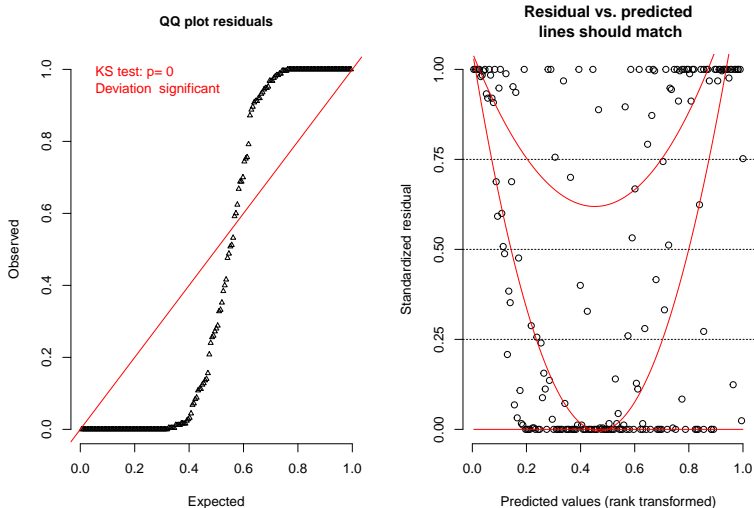 QQ plot residuals
KS test: p= 0
Deviation significant
1.0
0.8
0.6
0.4
0.2
0.0
Observed
0.0 0.2 0.4 0.6 0.8 1.0
Expected
Residual vs. predicted
lines should match
1.00
0.75
0.50
0.25
0.00
Standardized residual
0.0 0.2 0.4 0.6 0.8 1.0
Predicted values (rank transformed)